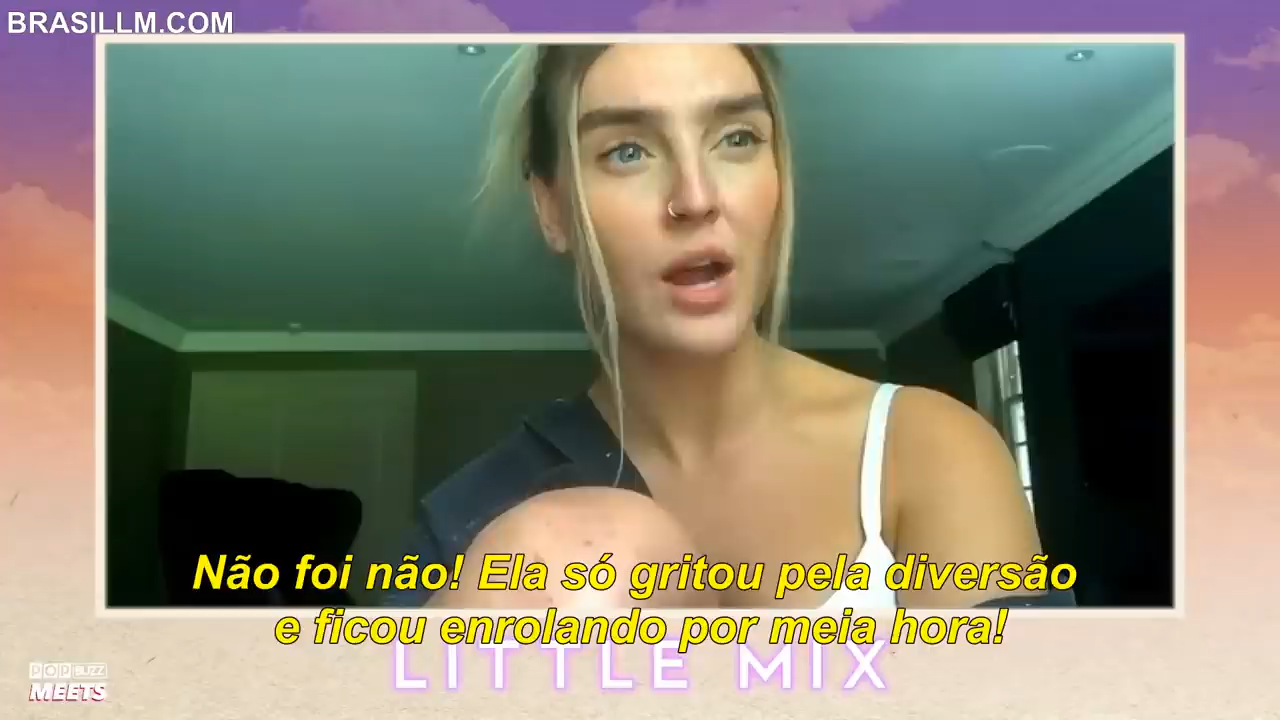 BRASILLM.COM
Não foi não! Ela só gritou pela diversão
e ficou enrolando por meia hora!
LITTLE MIX
POP BUZZ
MEETS